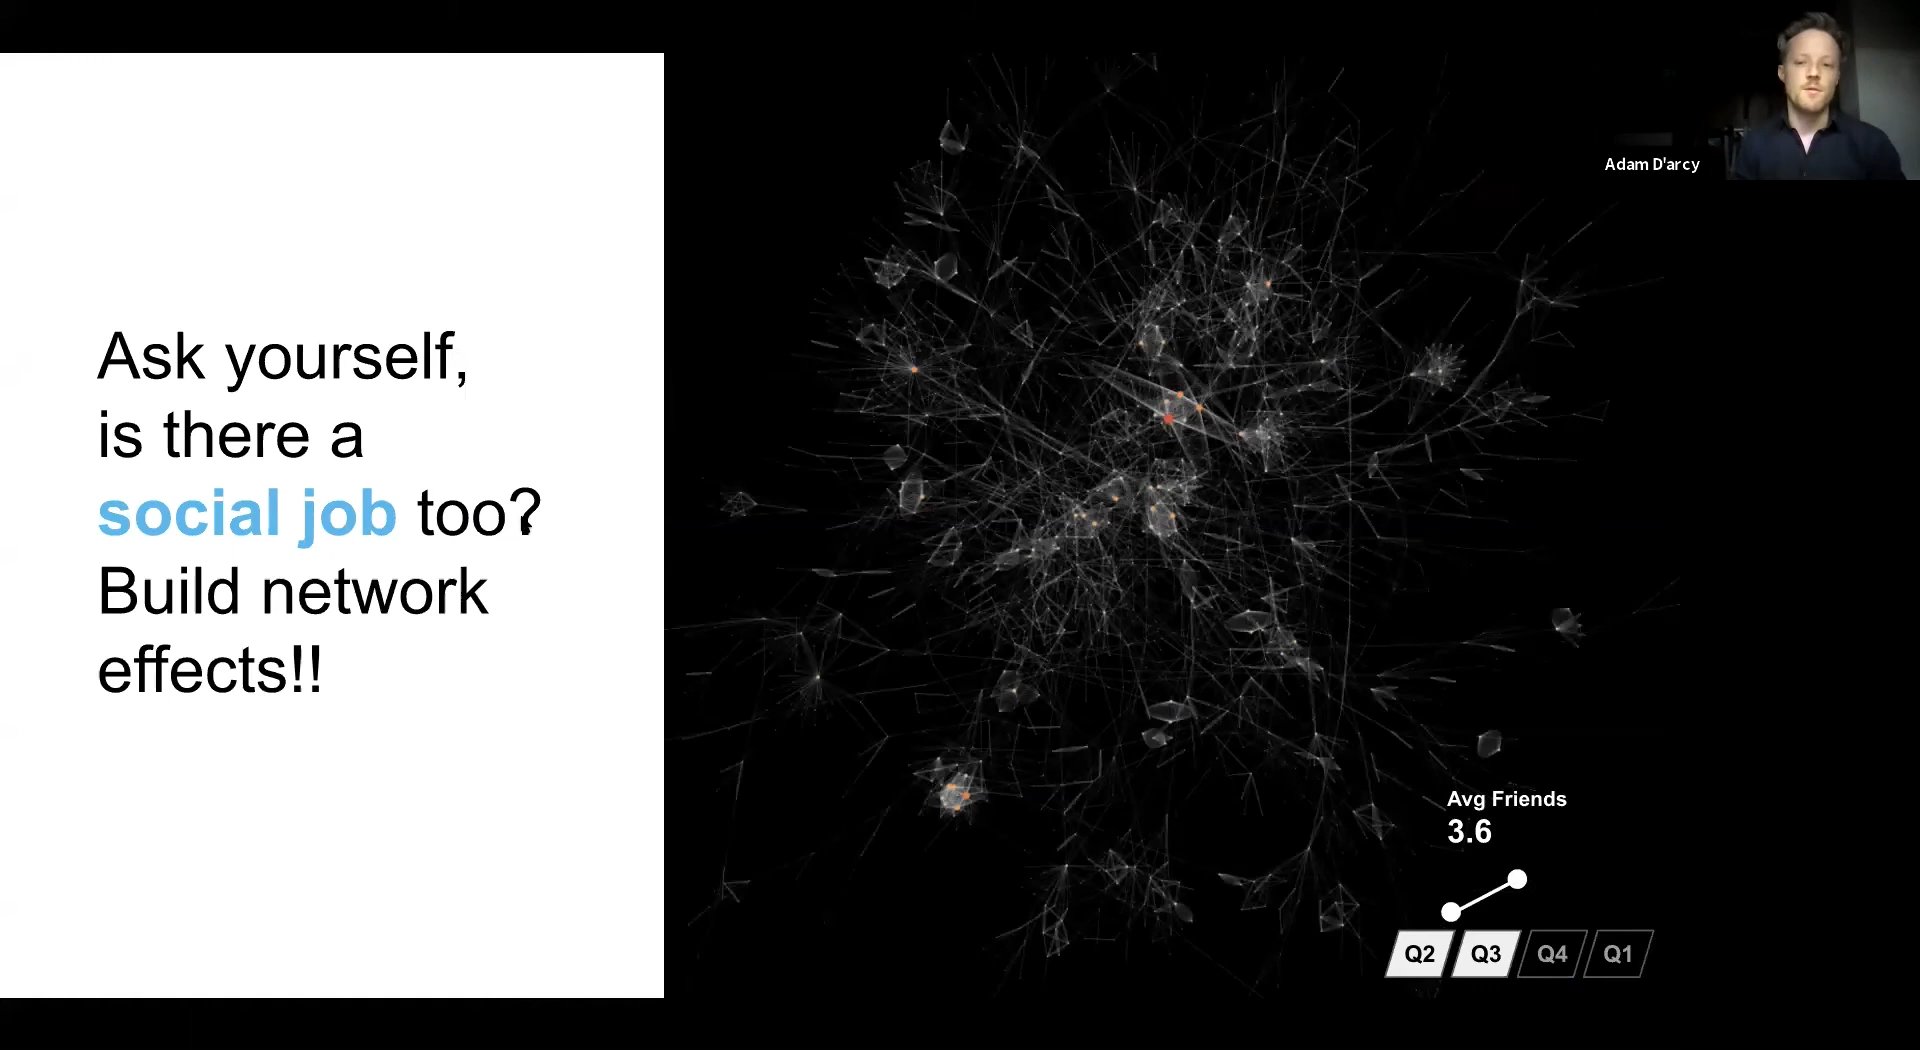 Ask yourself,
is there a
social job too?
Build network
effects!!
Adam D'arcy
Avg Friends
3.6
Q2 Q3 Q4 Q1